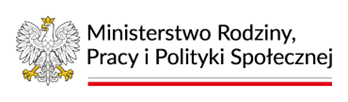 Ministerstwo Rodziny,
Pracy i Polityki Społecznej